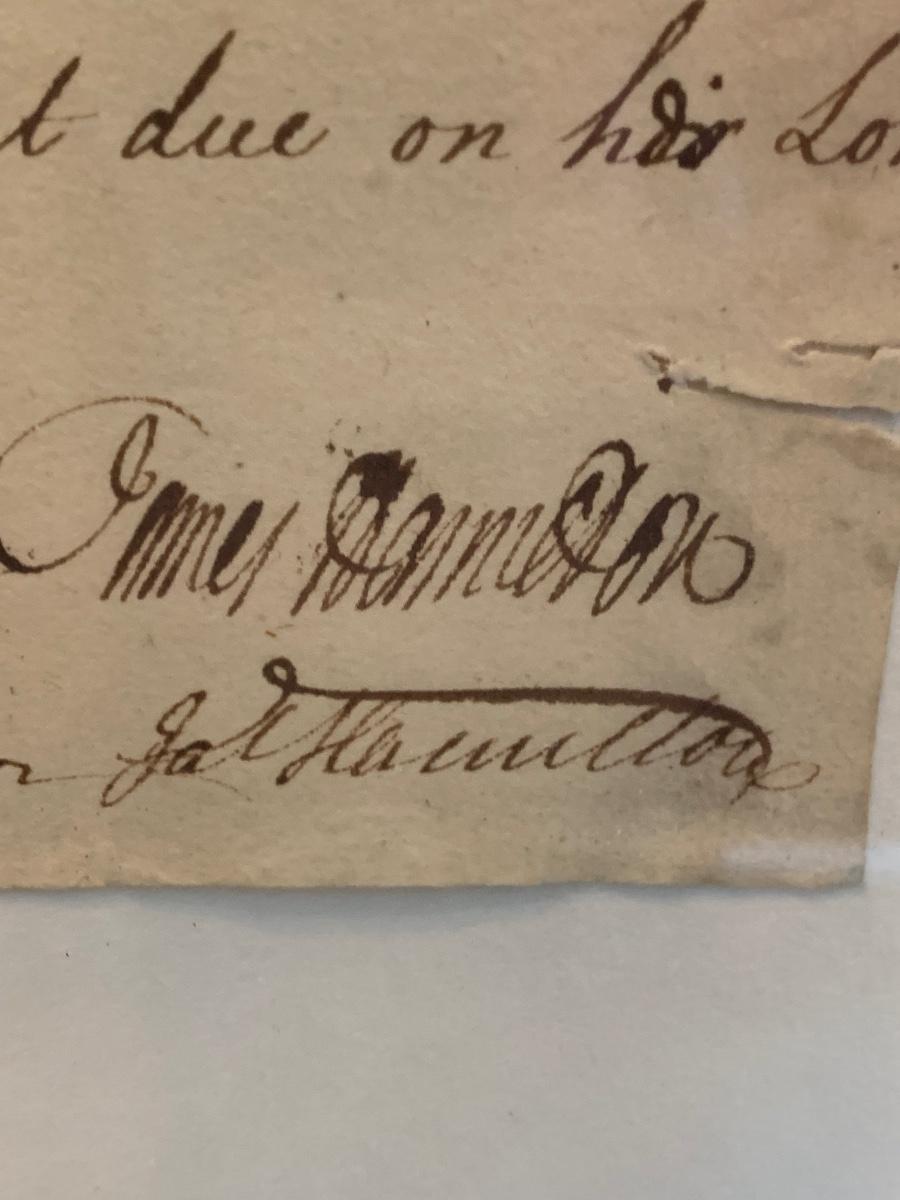 t due on his Lo
James Hamilton
Jas Hamilton